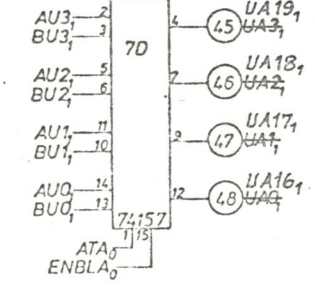 AU3₁ 2
BU3₁ 3
7D
4 45 UA19₁
UA3₁
AU2₁ 5
BU2₁ 6
7 46 UA18₁
UA2₁
AU1₁ 11
BU1₁ 10
9 47 UA17₁
UA1₁
AU0₁ 14
BU0₁ 13
12 48 UA16₁
UA0₁
74157
1 15
ATA₀
ENBLA₀